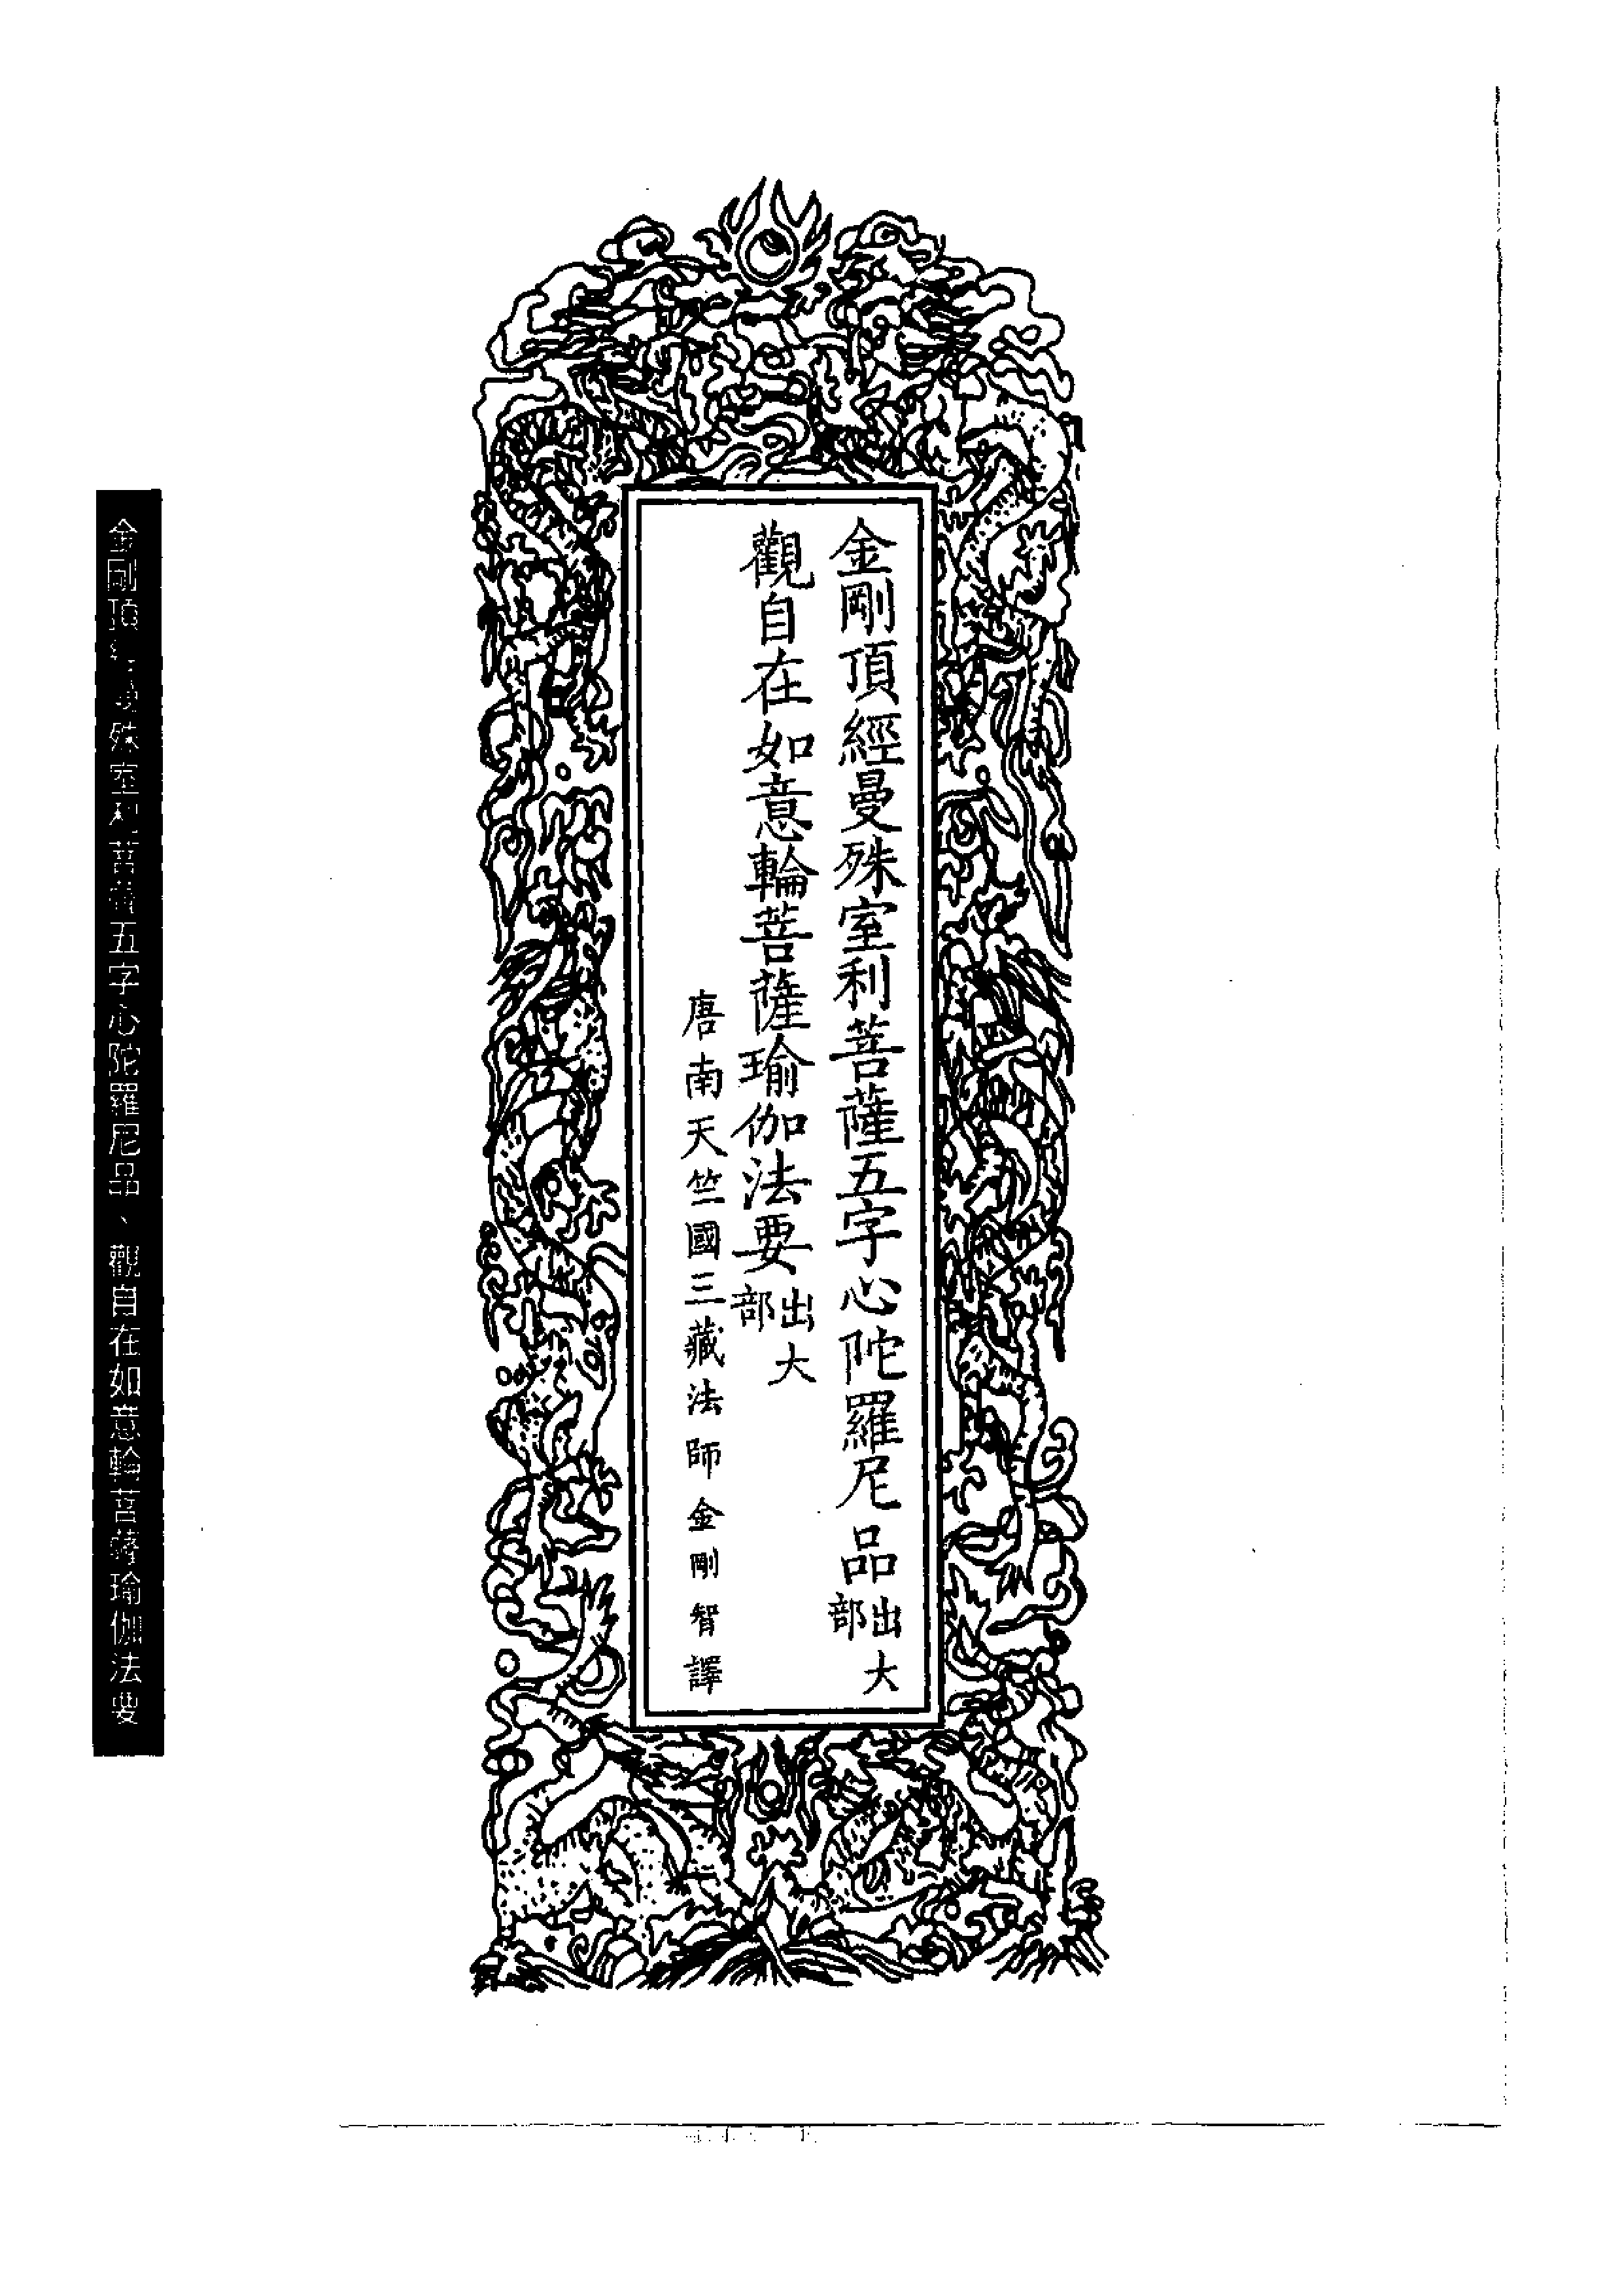 金剛頂經曼殊室利菩薩五字心陀羅尼品出大部
觀自在如意輪菩薩瑜伽法要出大部
唐南天竺國三藏法師金剛智譯
金剛頂經曼殊室利菩薩五字心陀羅尼品、觀自在如意輪菩薩瑜伽法要